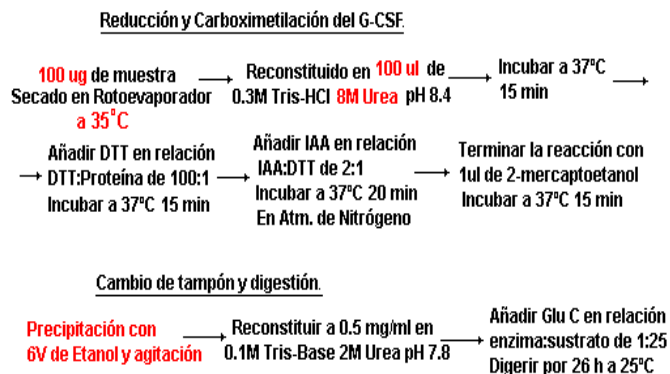 Reducción y Carboximetilación del G-CSF.
100 ug de muestra
Secado en Rotoevaporador
a 35°C
Reconstituido en 100 ul de
0.3M Tris-HCl 8M Urea pH 8.4
Incubar a 37ºC
15 min
Añadir DTT en relación
DTT:Proteína de 100:1
Incubar a 37ºC 15 min
Añadir IAA en relación
IAA:DTT de 2:1
Incubar a 37ºC 20 min
En Atm. de Nitrógeno
Terminar la reacción con
1ul de 2-mercaptoetanol
Incubar a 37ºC 15 min
Cambio de tampón y digestión.
Precipitación con
6V de Etanol y agitación
Reconstituir a 0.5 mg/ml en
0.1M Tris-Base 2M Urea pH 7.8
Añadir Glu C en relación
enzima:sustrato de 1:25
Digerir por 26 h a 25ºC